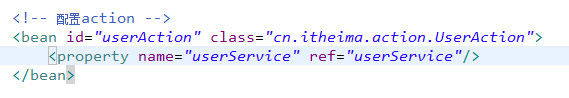 <!-- 配置action -->
<bean id="userAction" class="cn.itheima.action.UserAction">
    <property name="userService" ref="userService"/>
</bean>